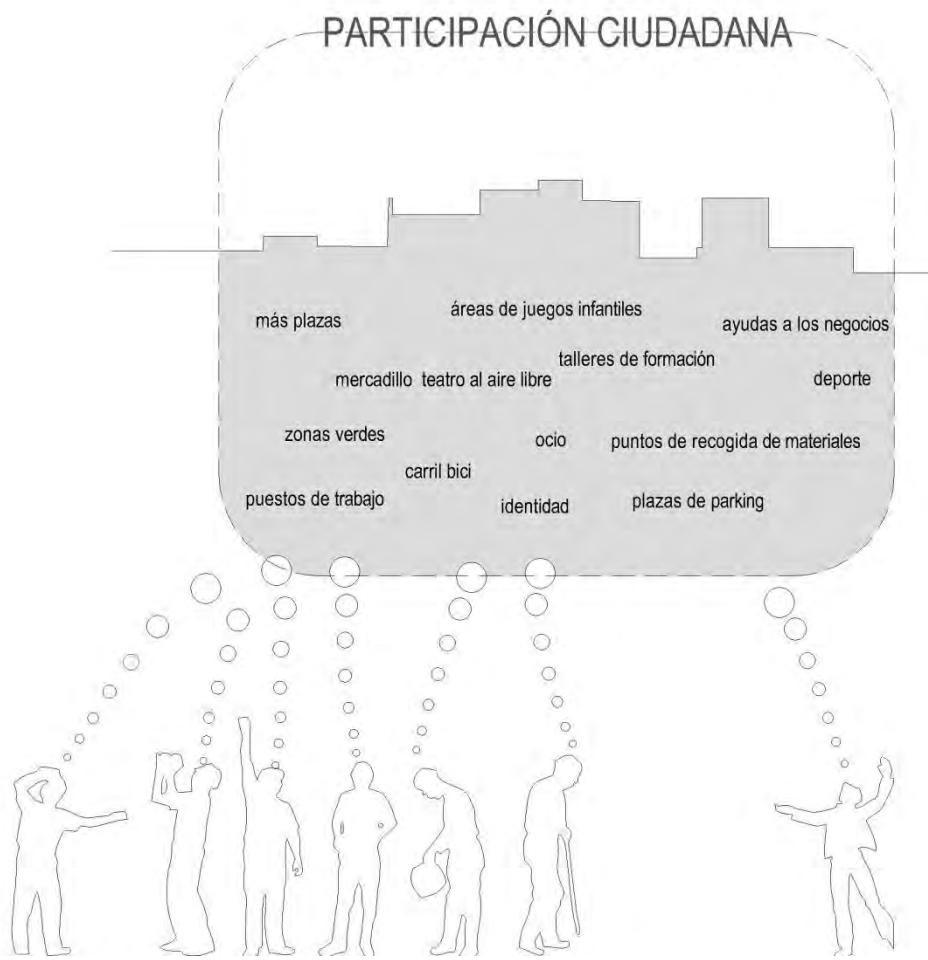 PARTICIPACIÓN CIUDADANA
áreas de juegos infantiles
más plazas
ayudas a los negocios
talleres de formación
mercadillo teatro al aire libre
deporte
zonas verdes
ocio
puntos de recogida de materiales
carril bici
puestos de trabajo
identidad
plazas de parking